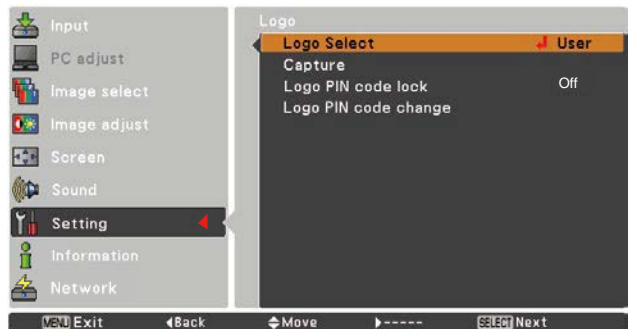 Input
PC adjust
Image select
Image adjust
Screen
Sound
Setting
Information
Network
Logo
Logo Select User
Capture
Logo PIN code lock Off
Logo PIN code change
MENU Exit Back Move ----- SELECT Next